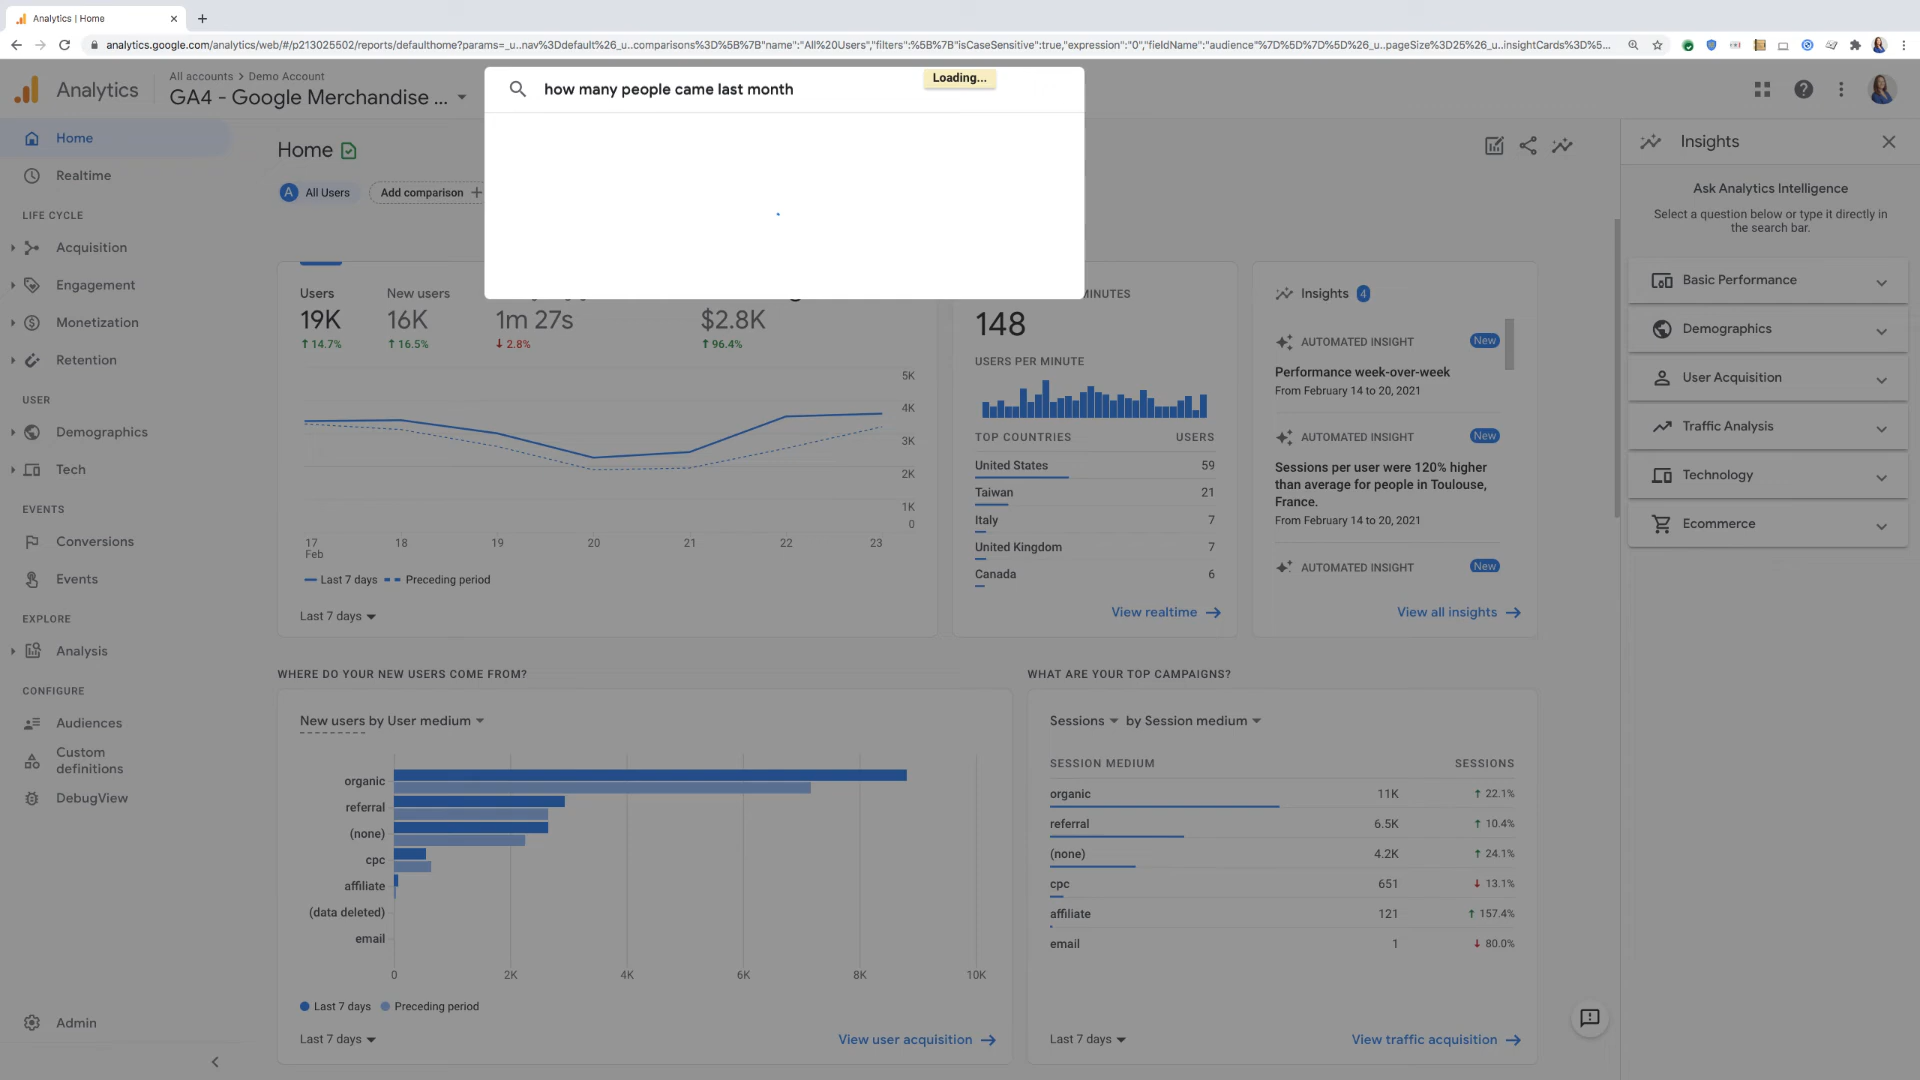 Analytics | Home
analytics.google.com/analytics/web/#/p213025502/reports/defaulthome?params=_u..nav%3Ddefault%26_u..comparisons%3D%5B%7B"name":"All%20Users","filters":%5B%7B"isCaseSensitive":true,"expression":"0","fieldName":"audience"%7D%5D%7D%5D%26_u..pageSize%3D25%26_u..insightCards%3D%5...
Analytics
All accounts > Demo Account
GA4 - Google Merchandise ...
how many people came last month
Loading...
Home
Realtime
LIFE CYCLE
Acquisition
Engagement
Monetization
Retention
USER
Demographics
Tech
EVENTS
Conversions
Events
EXPLORE
Analysis
CONFIGURE
Audiences
Custom
definitions
DebugView
Admin
Home
A All Users
Add comparison +
Users
19K
↑ 14.7%
New users
16K
↑ 16.5%
1m 27s
↓ 2.8%
$2.8K
↑ 96.4%
5K
4K
3K
2K
1K
0
17
Feb
18
19
20
21
22
23
Last 7 days
Preceding period
Last 7 days
MINUTES
148
USERS PER MINUTE
TOP COUNTRIES USERS
United States 59
Taiwan 21
Italy 7
United Kingdom 7
Canada 6
View realtime →
Insights 4
AUTOMATED INSIGHT New
Performance week-over-week
From February 14 to 20, 2021
AUTOMATED INSIGHT New
Sessions per user were 120% higher
than average for people in Toulouse,
France.
From February 14 to 20, 2021
AUTOMATED INSIGHT New
View all insights →
WHERE DO YOUR NEW USERS COME FROM?
New users by User medium
organic
referral
(none)
cpc
affiliate
(data deleted)
email
0 2K 4K 6K 8K 10K
Last 7 days
Preceding period
Last 7 days
View user acquisition →
WHAT ARE YOUR TOP CAMPAIGNS?
Sessions by Session medium
SESSION MEDIUM SESSIONS
organic 11K ↑ 22.1%
referral 6.5K ↑ 10.4%
(none) 4.2K ↑ 24.1%
cpc 651 ↓ 13.1%
affiliate 121 ↑ 157.4%
email 1 ↓ 80.0%
Last 7 days
View traffic acquisition →
Insights
Ask Analytics Intelligence
Select a question below or type it directly in
the search bar.
Basic Performance
Demographics
User Acquisition
Traffic Analysis
Technology
Ecommerce